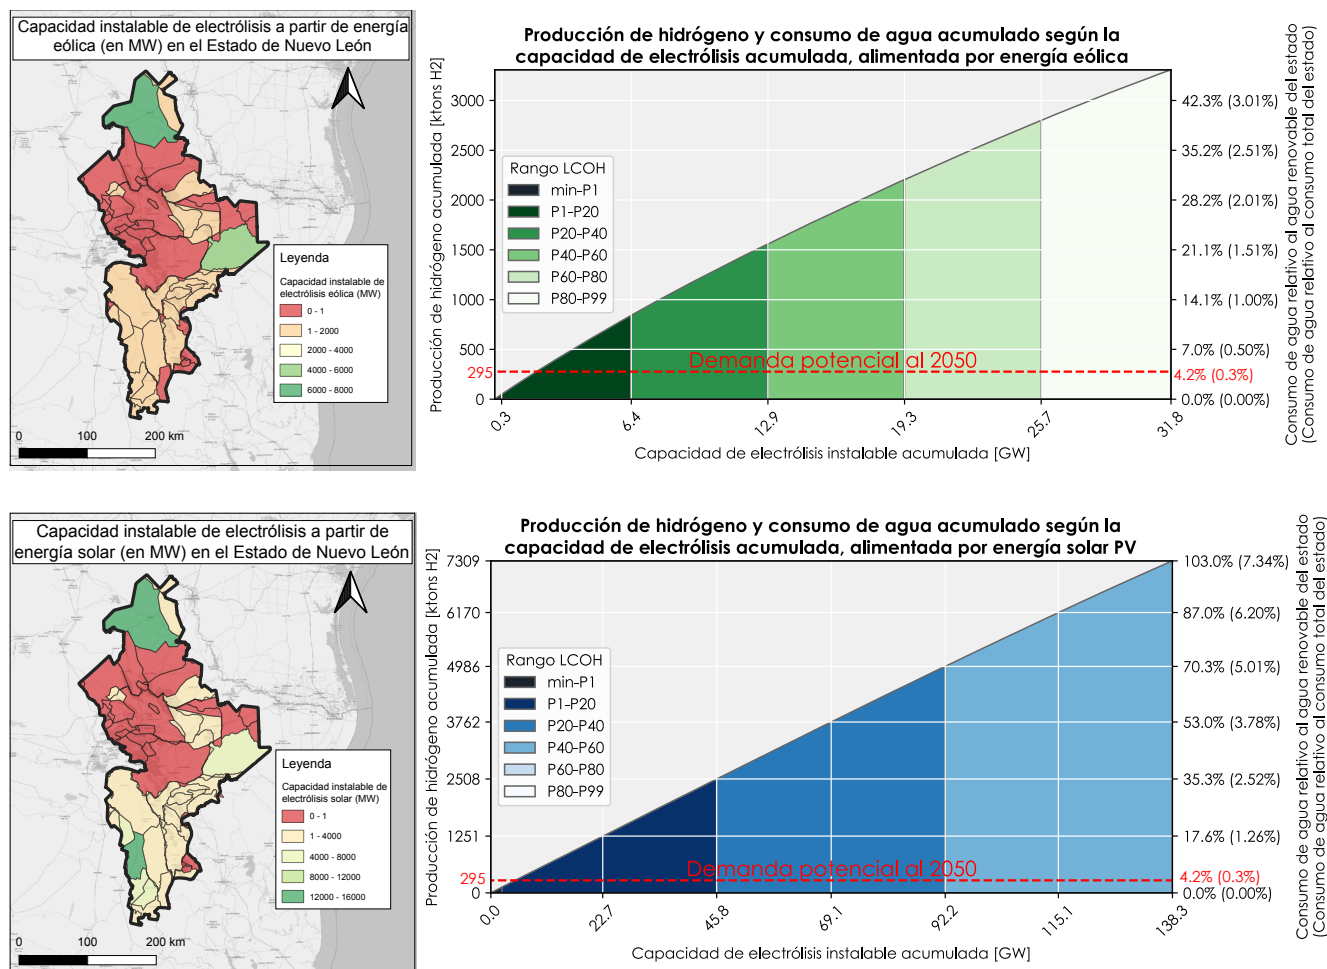 Capacidad instalable de electrólisis a partir de energía
eólica (en MW) en el Estado de Nuevo León
Leyenda
Capacidad instalable de
electrólisis eólica (MW)
0 - 1
1 - 2000
2000 - 4000
4000 - 6000
6000 - 8000
0 100 200 km
Producción de hidrógeno y consumo de agua acumulado según la
capacidad de electrólisis acumulada, alimentada por energía eólica
Producción de hidrógeno acumulada [ktons H2]
3000
2500
2000
1500
1000
500
295
0
Rango LCOH
min-P1
P1-P20
P20-P40
P40-P60
P60-P80
P80-P99
Demanda potencial al 2050
42.3% (3.01%)
35.2% (2.51%)
28.2% (2.01%)
21.1% (1.51%)
14.1% (1.00%)
7.0% (0.50%)
4.2% (0.3%)
0.0% (0.00%)
Consumo de agua relativo al agua renovable del estado
(Consumo de agua relativo al consumo total del estado)
0.3 6.4 12.9 19.3 25.7 31.8
Capacidad de electrólisis instalable acumulada [GW]
Capacidad instalable de electrólisis a partir de
energía solar (en MW) en el Estado de Nuevo León
Leyenda
Capacidad instalable de
electrólisis solar (MW)
0 - 1
1 - 4000
4000 - 8000
8000 - 12000
12000 - 16000
0 100 200 km
Producción de hidrógeno y consumo de agua acumulado según la
capacidad de electrólisis acumulada, alimentada por energía solar PV
Producción de hidrógeno acumulada [ktons H2]
7309
6170
4986
3762
2508
1251
295
0
Rango LCOH
min-P1
P1-P20
P20-P40
P40-P60
P60-P80
P80-P99
Demanda potencial al 2050
103.0% (7.34%)
87.0% (6.20%)
70.3% (5.01%)
53.0% (3.78%)
35.3% (2.52%)
17.6% (1.26%)
4.2% (0.3%)
0.0% (0.00%)
Consumo de agua relativo al agua renovable del estado
(Consumo de agua relativo al consumo total del estado)
0.0 22.7 45.8 69.1 92.2 115.1 138.3
Capacidad de electrólisis instalable acumulada [GW]